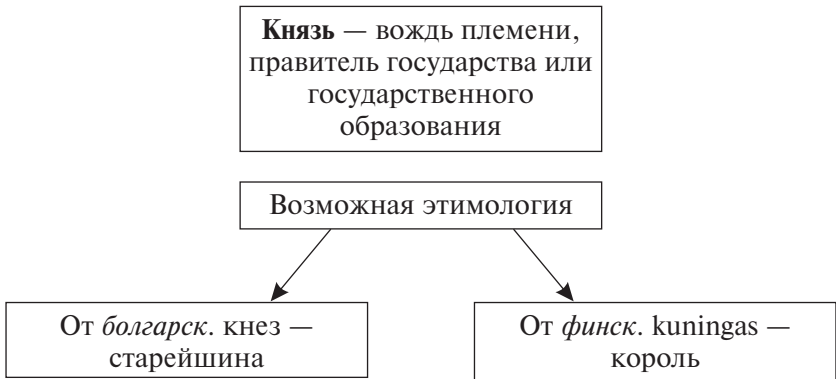 Князь — вождь племени,
правитель государства или
государственного
образования
Возможная этимология
От болгарск. кнез —
старейшина
От финск. kuningas —
король